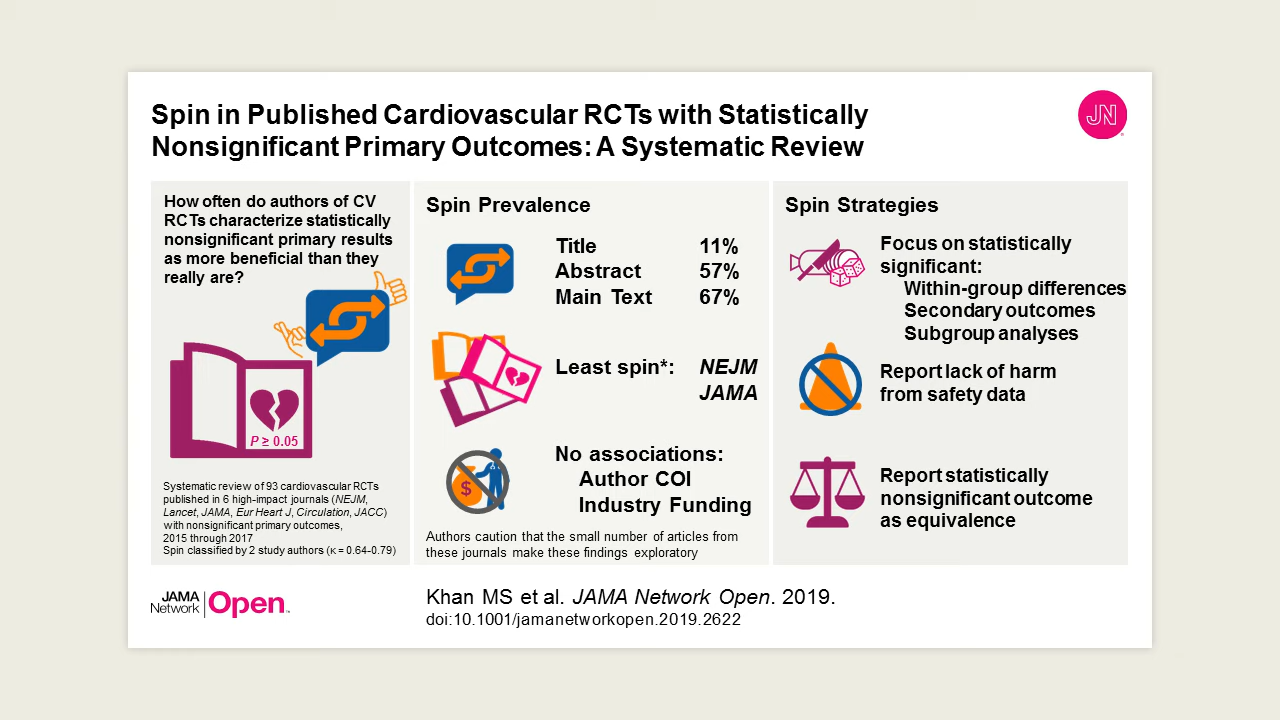 Spin in Published Cardiovascular RCTs with Statistically
Nonsignificant Primary Outcomes: A Systematic Review
JN
How often do authors of CV
RCTs characterize statistically
nonsignificant primary results
as more beneficial than they
really are?
P ≥ 0.05
Systematic review of 93 cardiovascular RCTs
published in 6 high-impact journals (NEJM,
Lancet, JAMA, Eur Heart J, Circulation, JACC)
with nonsignificant primary outcomes,
2015 through 2017
Spin classified by 2 study authors (κ = 0.64-0.79)
Spin Prevalence
Title 11%
Abstract 57%
Main Text 67%
Least spin*: NEJM
JAMA
$
No associations:
Author COI
Industry Funding
Authors caution that the small number of articles from
these journals make these findings exploratory
Spin Strategies
Focus on statistically
significant:
Within-group differences
Secondary outcomes
Subgroup analyses
Report lack of harm
from safety data
Report statistically
nonsignificant outcome
as equivalence
JAMA
Network
Open™
Khan MS et al. JAMA Network Open. 2019.
doi:10.1001/jamanetworkopen.2019.2622